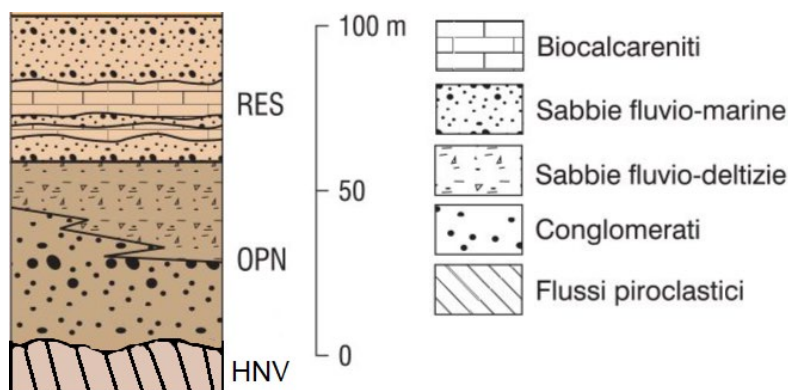 RES
OPN
HNV
100 m
50
0
Biocalcareniti
Sabbie fluvio-marine
Sabbie fluvio-deltizie
Conglomerati
Flussi piroclastici